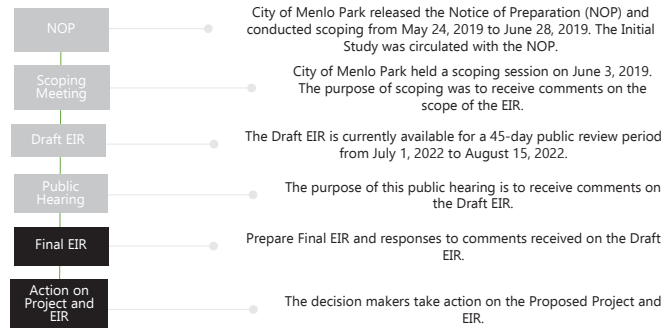 NOP
City of Menlo Park released the Notice of Preparation (NOP) and
conducted scoping from May 24, 2019 to June 28, 2019. The Initial
Study was circulated with the NOP.
Scoping
Meeting
City of Menlo Park held a scoping session on June 3, 2019.
The purpose of scoping was to receive comments on the
scope of the EIR.
Draft EIR
The Draft EIR is currently available for a 45-day public review period
from July 1, 2022 to August 15, 2022.
Public
Hearing
The purpose of this public hearing is to receive comments on
the Draft EIR.
Final EIR
Prepare Final EIR and responses to comments received on the Draft
EIR.
Action on
Project and
EIR
The decision makers take action on the Proposed Project and
EIR.